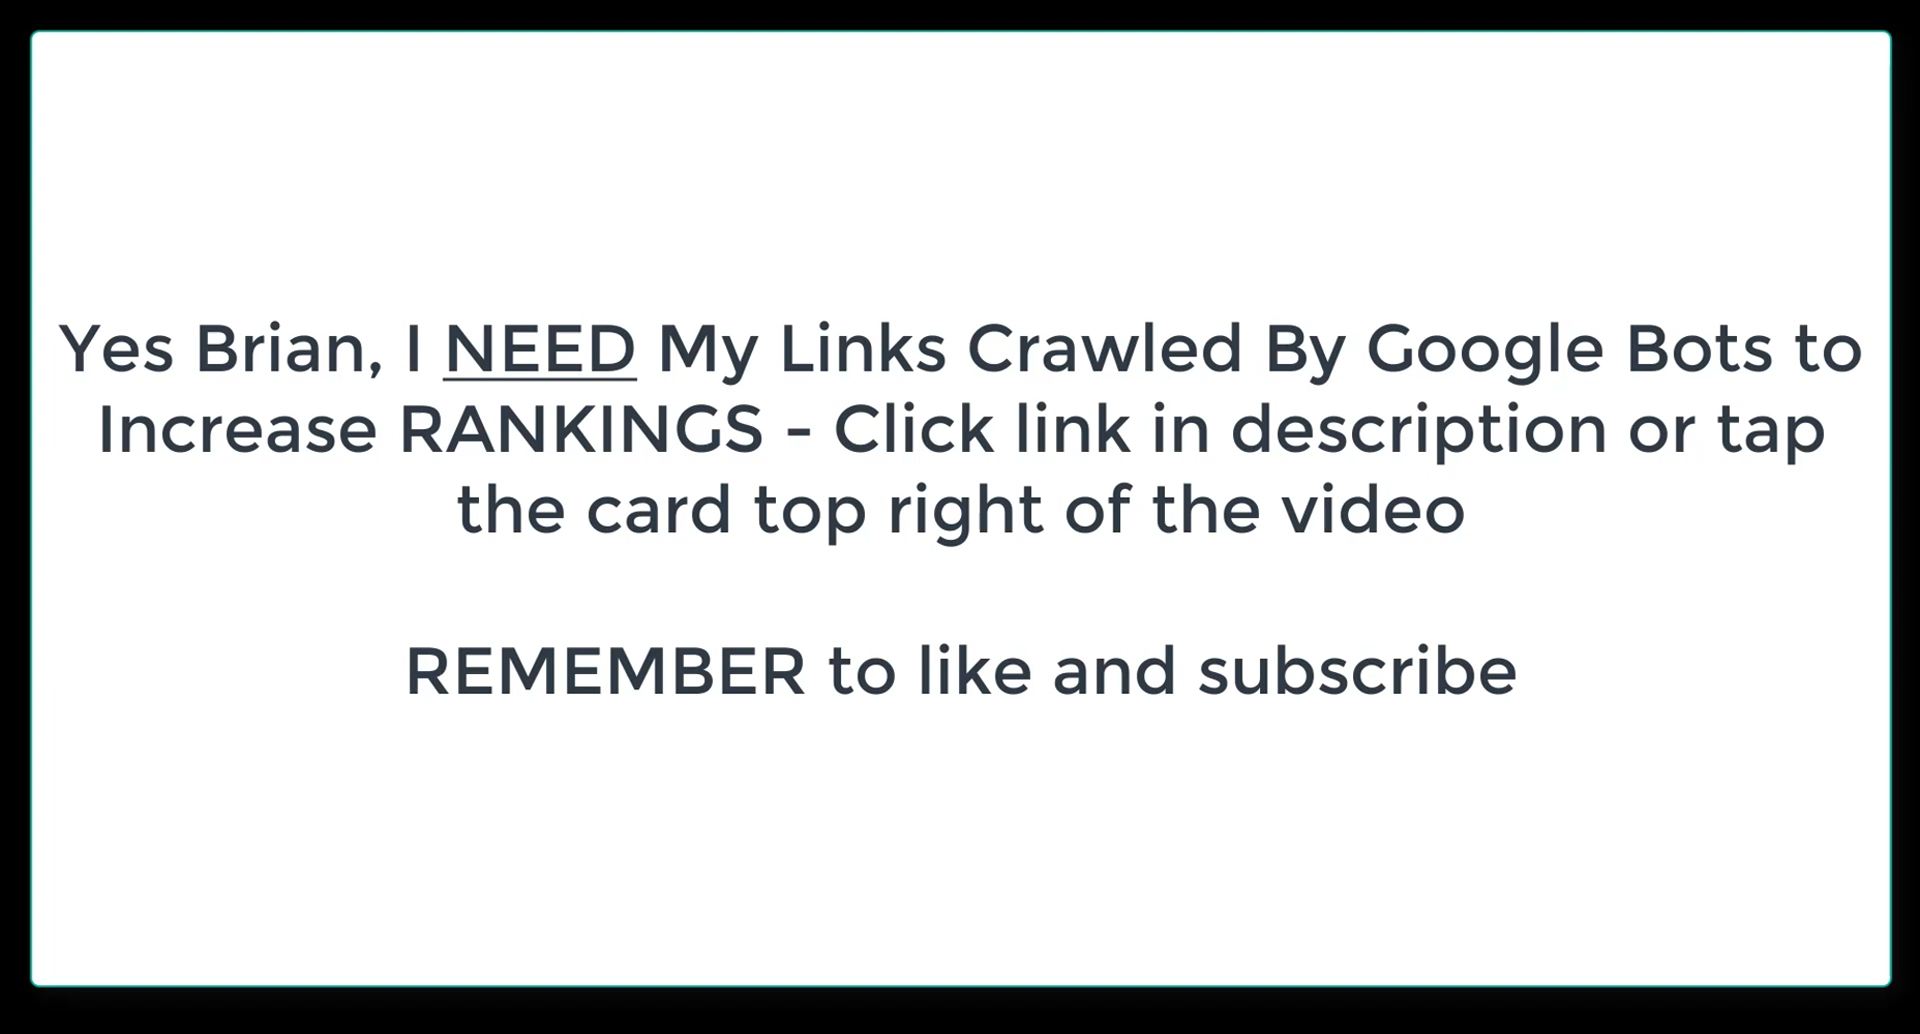 Yes Brian, I NEED My Links Crawled By Google Bots to
Increase RANKINGS - Click link in description or tap
the card top right of the video
REMEMBER to like and subscribe